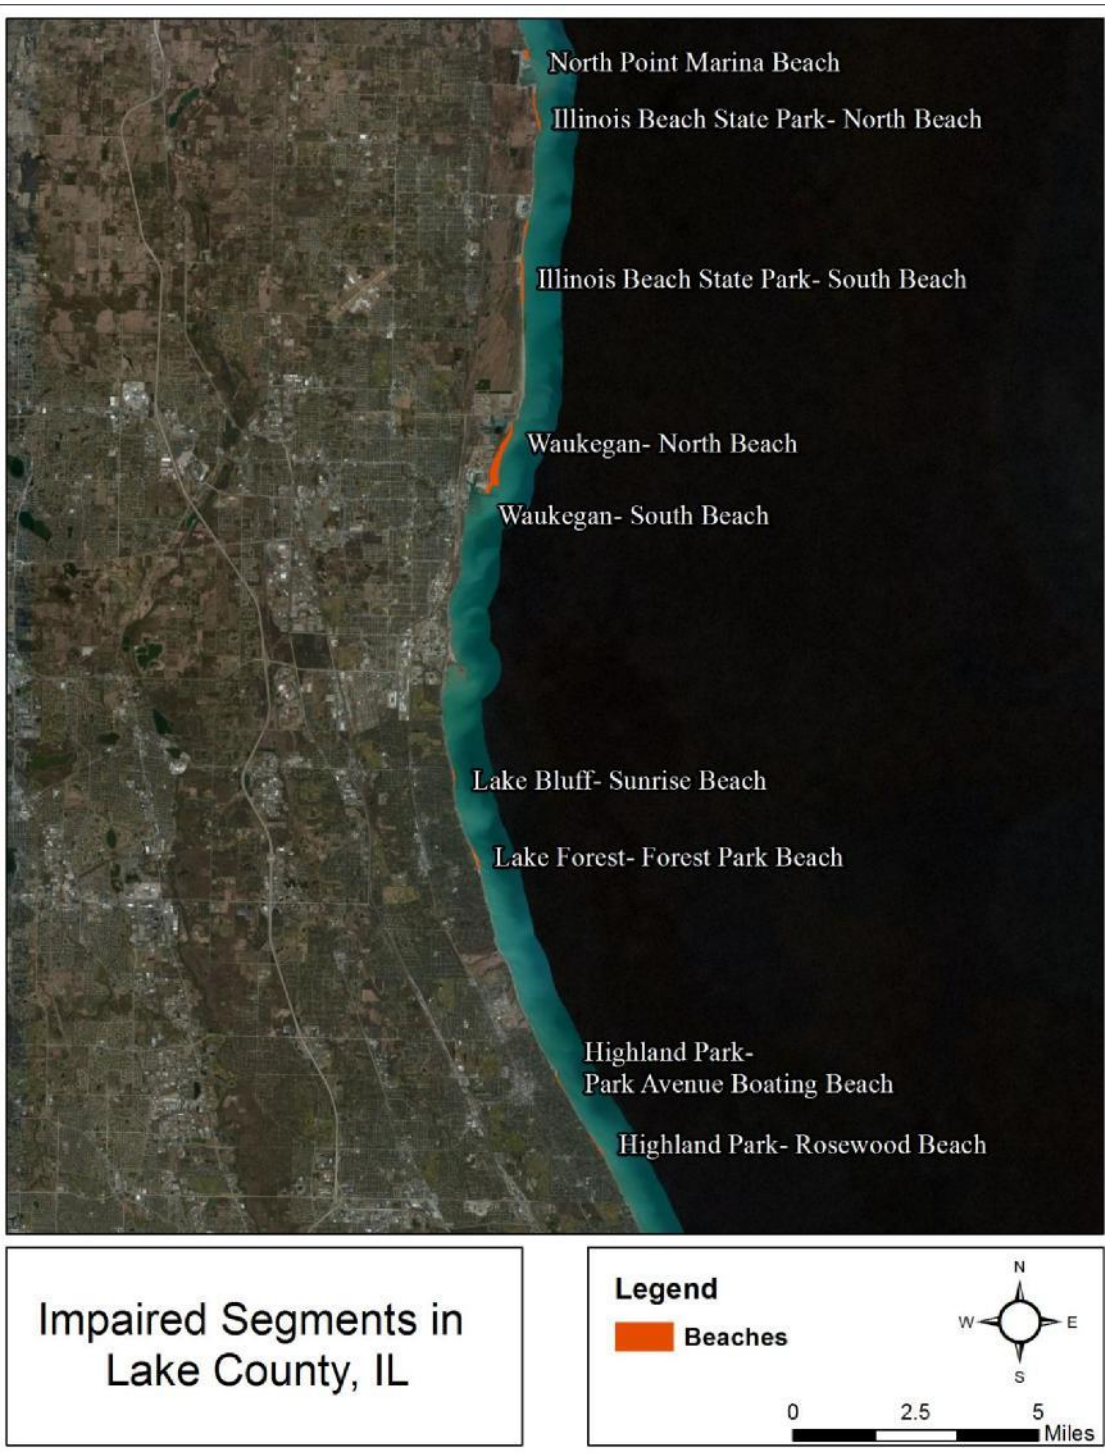 North Point Marina Beach
Illinois Beach State Park- North Beach
Illinois Beach State Park- South Beach
Waukegan- North Beach
Waukegan- South Beach
Lake Bluff- Sunrise Beach
Lake Forest- Forest Park Beach
Highland Park-
Park Avenue Boating Beach
Highland Park- Rosewood Beach
Impaired Segments in
Lake County, IL
Legend
Beaches
N
W E
S
0 2.5 5
Miles